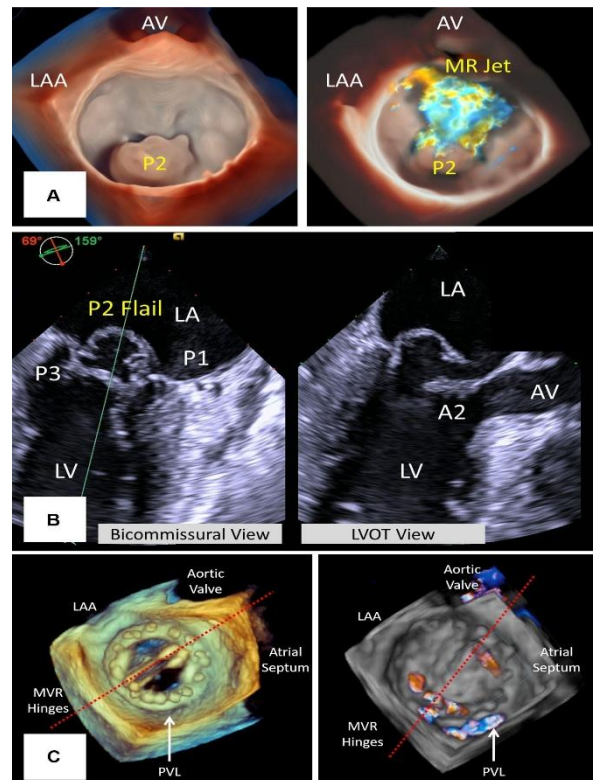 AV
LAA
P2
A
AV
MR Jet
LAA
P2
69°
159°
P2 Flail
LA
P3
P1
LV
B
Bicommissural View
LA
A2
AV
LV
LVOT View
Aortic
Valve
LAA
Atrial
Septum
MVR
Hinges
C
PVL
Aortic
Valve
LAA
Atrial
Septum
MVR
Hinges
PVL